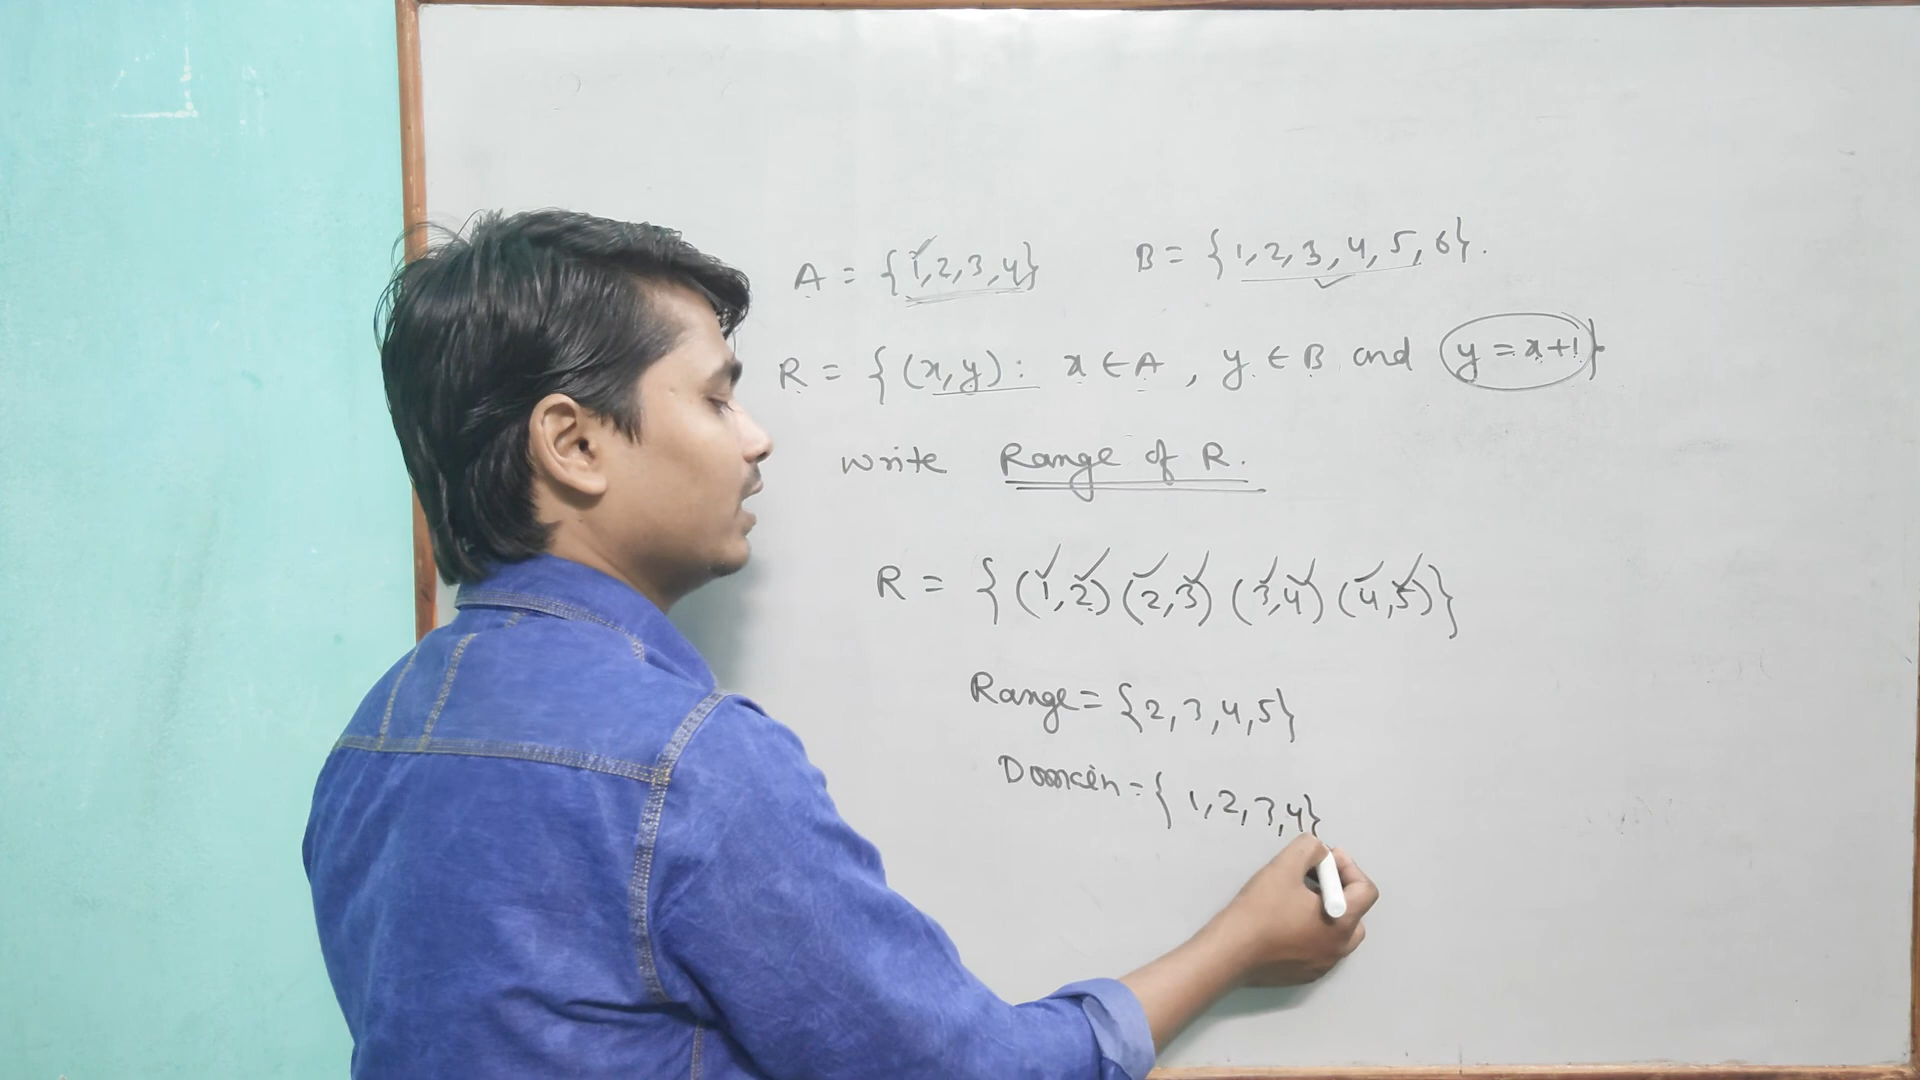 A = {1,2,3,4} B = {1,2,3,4,5,6}.
R = {(x,y): x ∈ A, y ∈ B and y = x+1}
write Range of R.
R = {(1,2)(2,3)(3,4)(4,5)}
Range = {2,3,4,5}
Domain = {1,2,3,4}